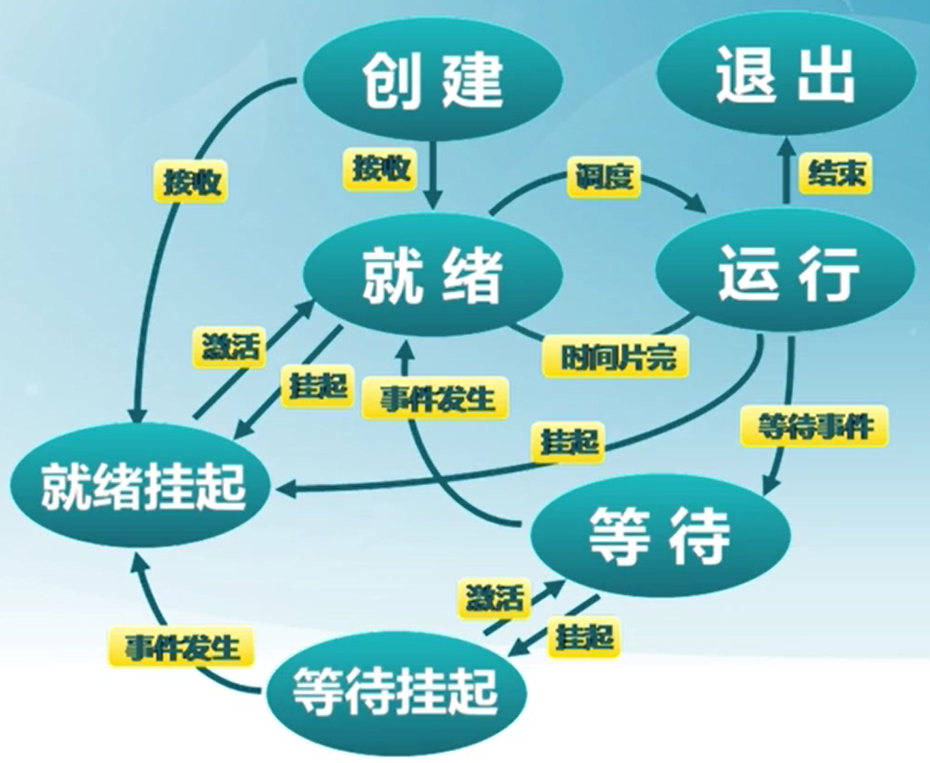 创建
退出
接收
接收
调度
结束
就绪
运行
激活
时间片完
挂起
事件发生
等待事件
挂起
就绪挂起
等待
激活
挂起
事件发生
等待挂起